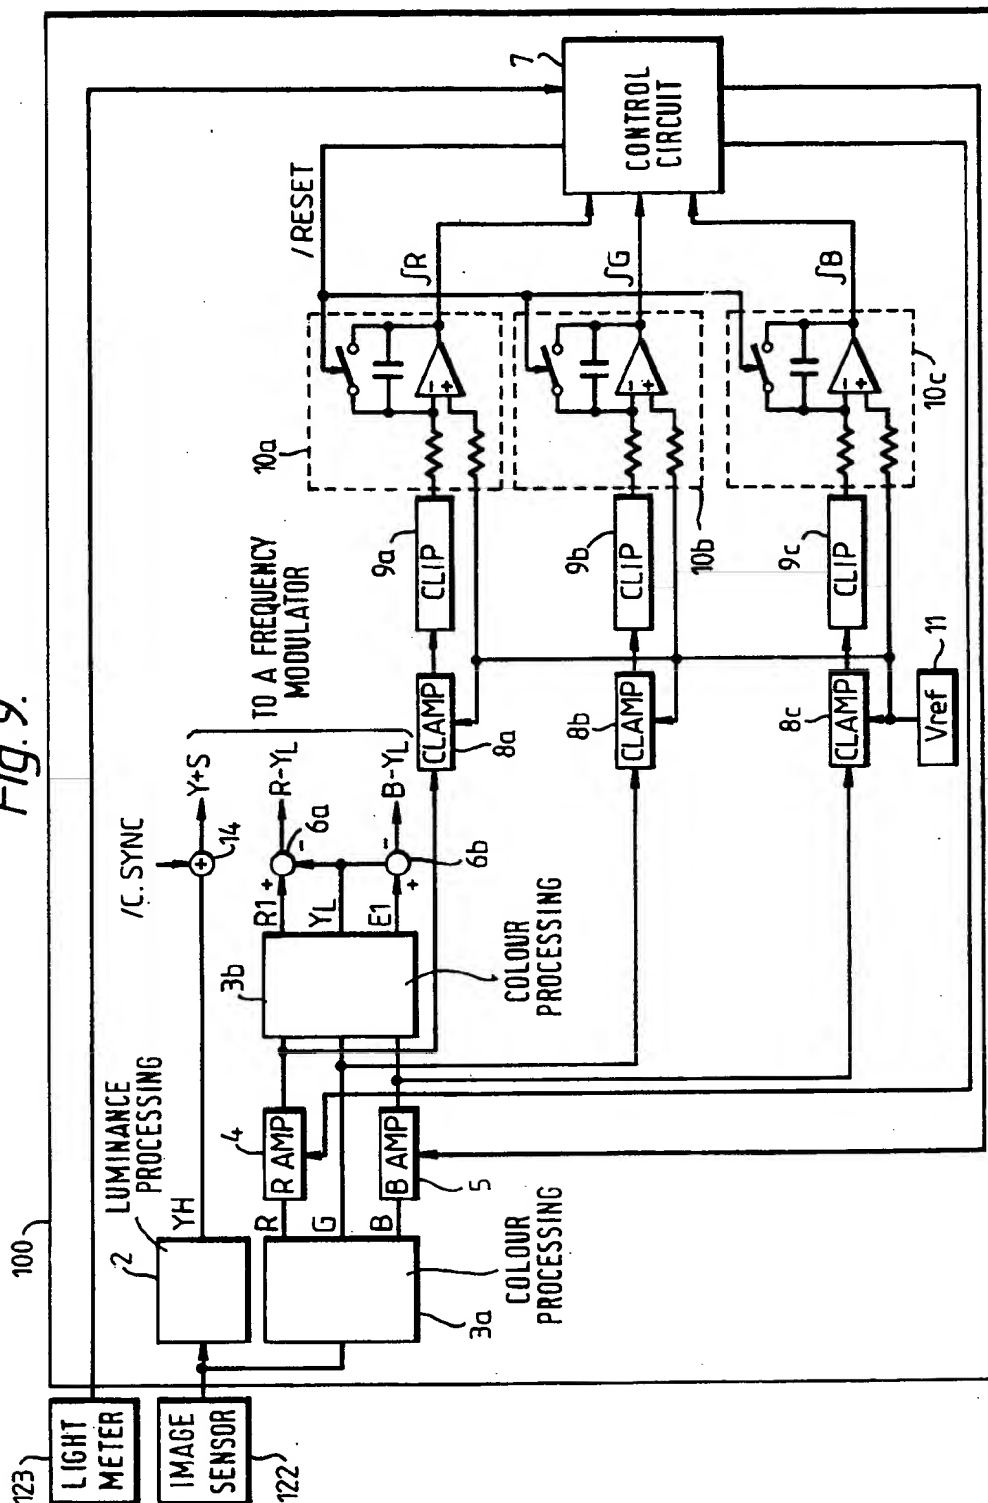 Fig. 9.
100
123
LIGHT
METER
IMAGE
SENSOR
122
LUMINANCE
PROCESSING
2
YH
/C. SYNC
+
14
Y+S
TO A FREQUENCY
MODULATOR
3a
COLOUR
PROCESSING
R
G
B
4
R AMP
B AMP
5
3b
COLOUR
PROCESSING
R1
YL
E1
+
-
6a
R-YL
-
+
6b
B-YL
CLAMP
8a
9a
CLIP
10a
-
+
∫R
/RESET
CLAMP
8b
9b
CLIP
10b
-
+
∫G
CLAMP
8c
9c
CLIP
10c
-
+
∫B
Vref
11
7
CONTROL
CIRCUIT